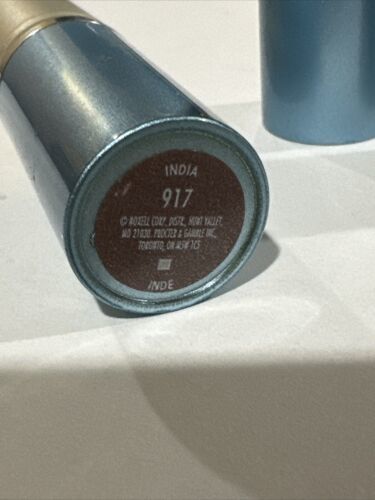 INDIA
917
© NOXELL CORP., DISTR., HUNT VALLEY,
MD 21030. PROCTER & GAMBLE INC.,
TORONTO, ON M5W 1C5
INDE